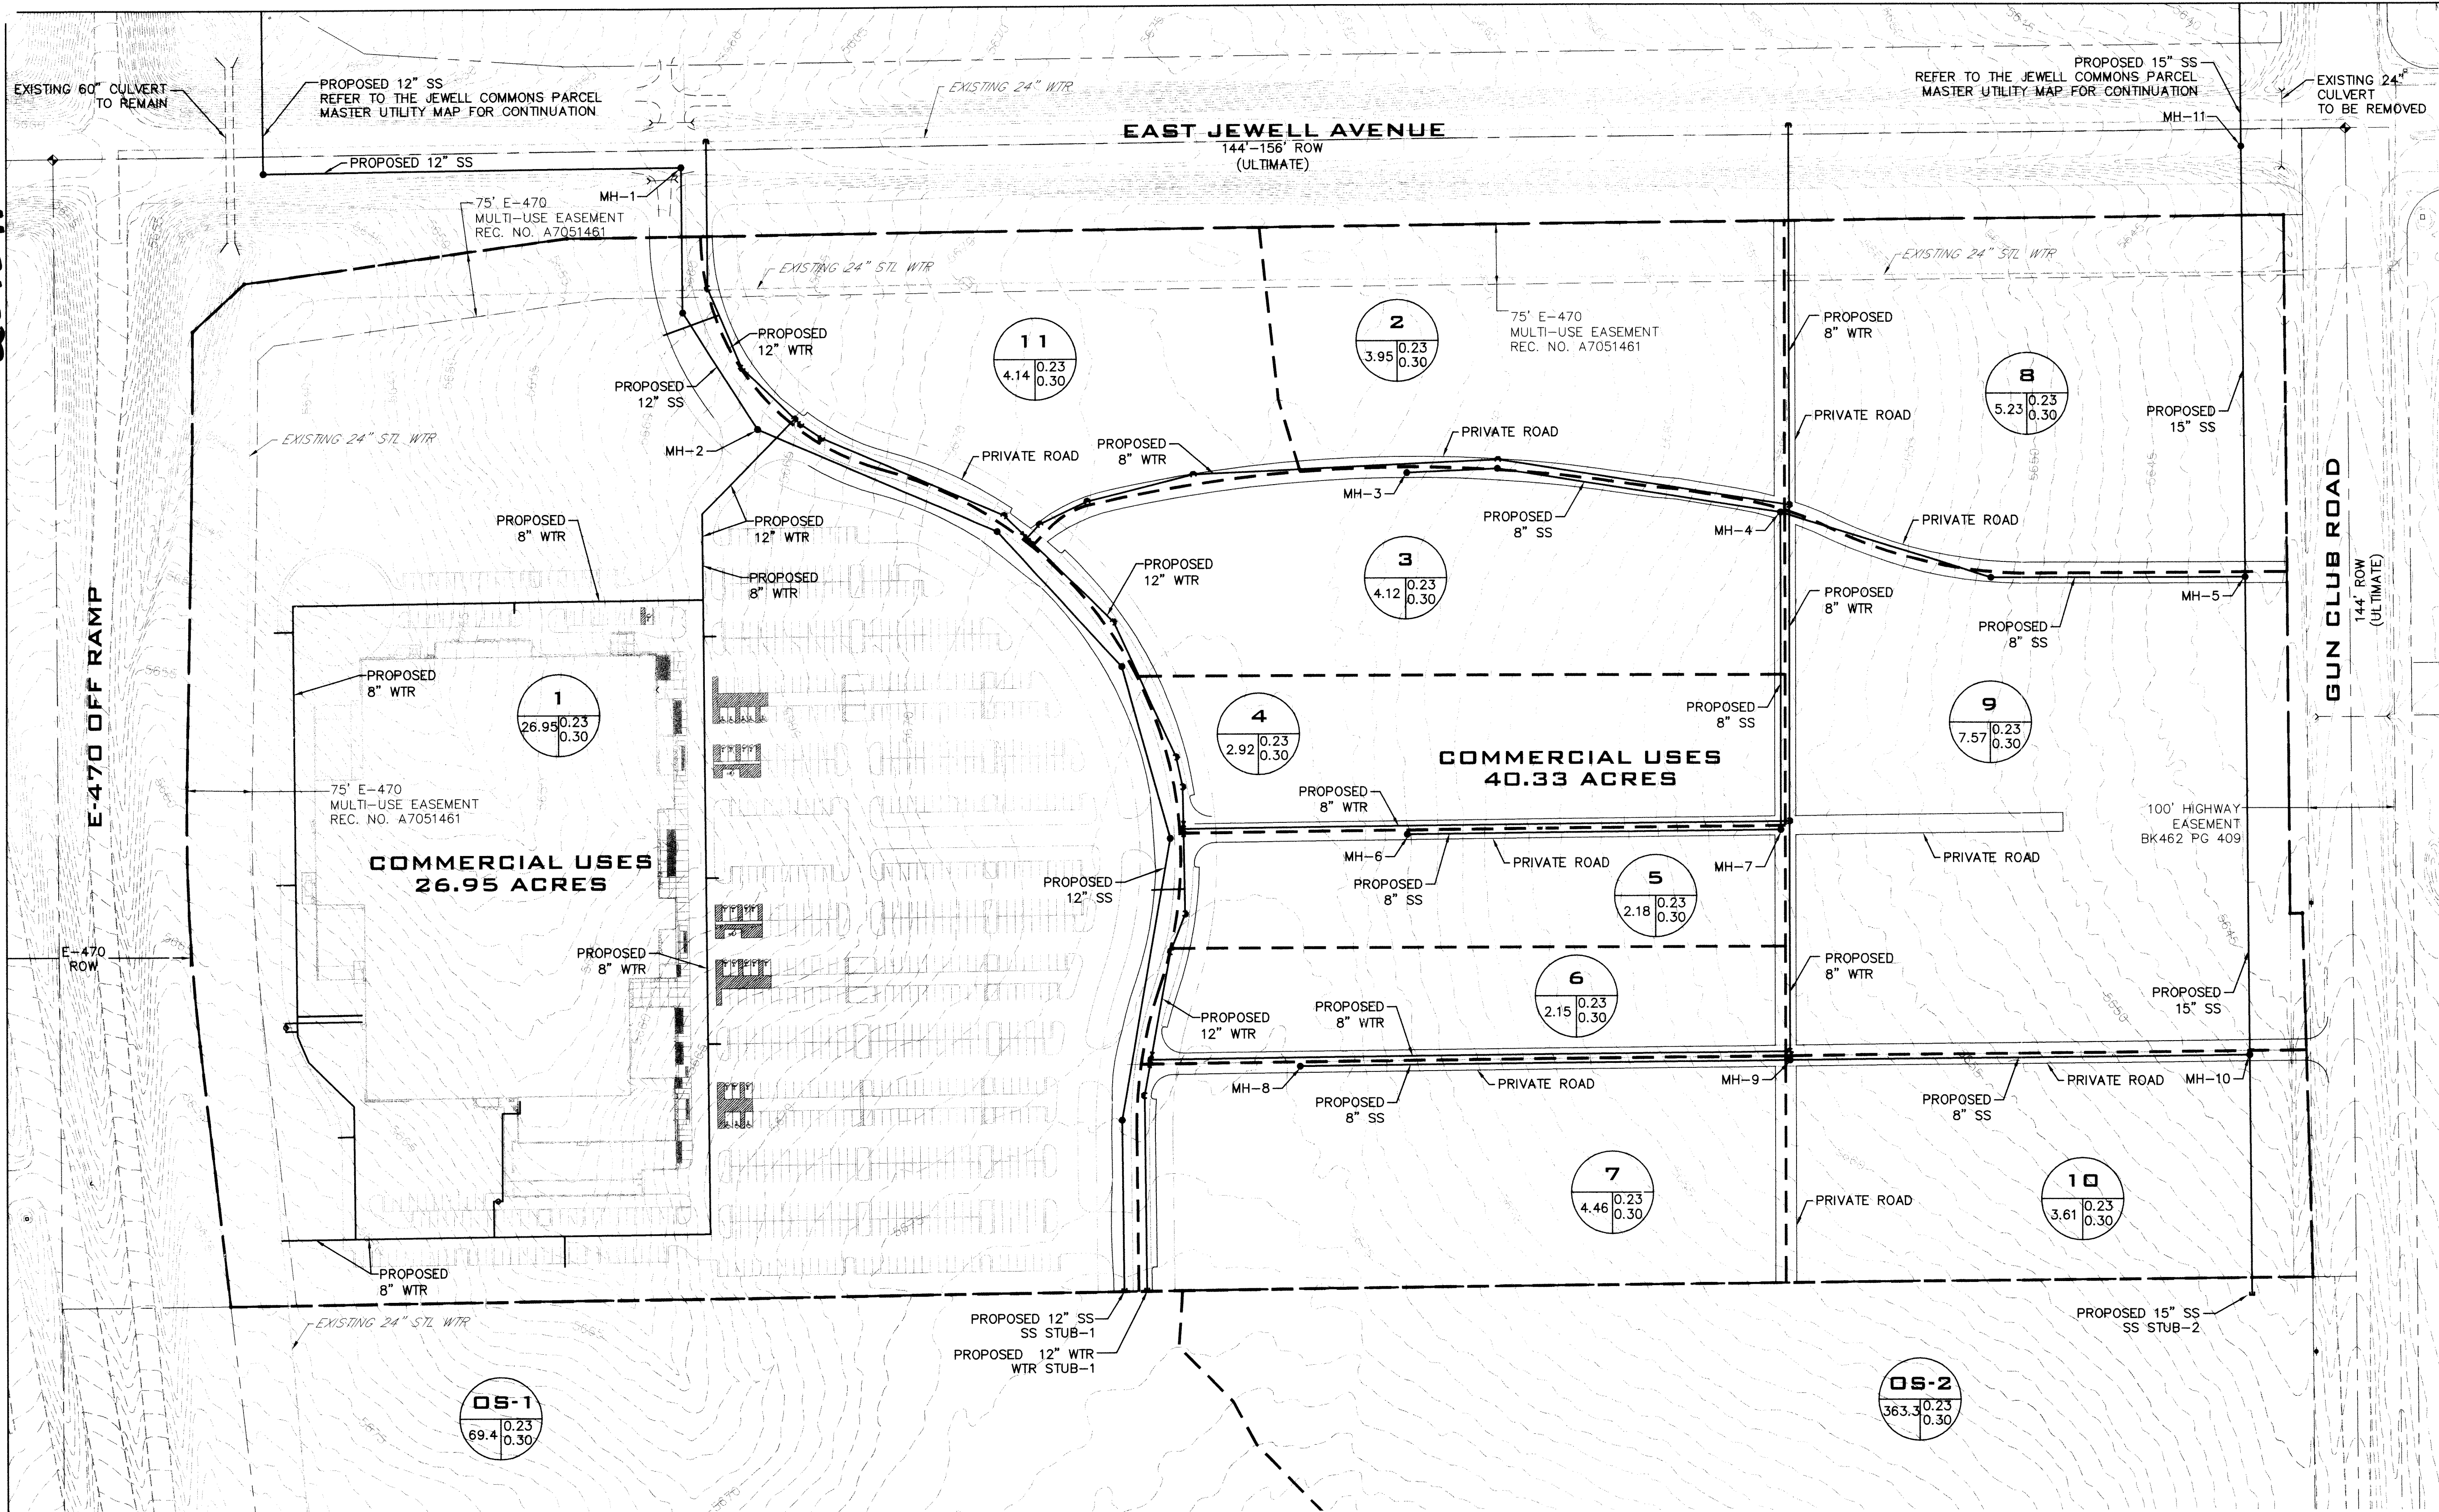 EXISTING 60" CULVERT
TO REMAIN
PROPOSED 12" SS
REFER TO THE JEWELL COMMONS PARCEL
MASTER UTILITY MAP FOR CONTINUATION
EXISTING 24" WTR
PROPOSED 15" SS
REFER TO THE JEWELL COMMONS PARCEL
MASTER UTILITY MAP FOR CONTINUATION
MH-11
EXISTING 24"
CULVERT
TO BE REMOVED
EAST JEWELL AVENUE
144'-156' ROW
(ULTIMATE)
PROPOSED 12" SS
MH-1
75' E-470
MULTI-USE EASEMENT
REC. NO. A7051461
EXISTING 24" STL WTR
EXISTING 24" STL WTR
PROPOSED
12" WTR
11
4.14
0.23
0.30
2
3.95
0.23
0.30
75' E-470
MULTI-USE EASEMENT
REC. NO. A7051461
PROPOSED
8" WTR
8
5.23
0.23
0.30
PROPOSED
12" SS
PRIVATE ROAD
PROPOSED
15" SS
EXISTING 24" STL WTR
MH-2
PRIVATE ROAD
PROPOSED
8" WTR
PRIVATE ROAD
MH-3
PROPOSED
8" SS
MH-4
PRIVATE ROAD
GUN CLUB ROAD
144' ROW
(ULTIMATE)
PROPOSED
8" WTR
PROPOSED
12" WTR
PROPOSED
8" WTR
PROPOSED
12" WTR
3
4.12
0.23
0.30
PROPOSED
8" WTR
MH-5
PROPOSED
8" SS
E-470 OFF RAMP
PROPOSED
8" WTR
1
26.95
0.23
0.30
4
2.92
0.23
0.30
PROPOSED
8" SS
9
7.57
0.23
0.30
COMMERCIAL USES
40.33 ACRES
75' E-470
MULTI-USE EASEMENT
REC. NO. A7051461
PROPOSED
8" WTR
100' HIGHWAY
EASEMENT
BK462 PG 409
COMMERCIAL USES
26.95 ACRES
MH-6
PRIVATE ROAD
MH-7
PRIVATE ROAD
PROPOSED
12" SS
PROPOSED
8" SS
5
2.18
0.23
0.30
E-470
ROW
PROPOSED
8" WTR
6
2.15
0.23
0.30
PROPOSED
8" WTR
PROPOSED
15" SS
PROPOSED
12" WTR
PROPOSED
8" WTR
MH-8
PRIVATE ROAD
MH-9
PRIVATE ROAD
MH-10
PROPOSED
8" SS
PROPOSED
8" SS
7
4.46
0.23
0.30
PRIVATE ROAD
10
3.61
0.23
0.30
PROPOSED
8" WTR
EXISTING 24" STL WTR
PROPOSED 12" SS
SS STUB-1
PROPOSED 12" WTR
WTR STUB-1
PROPOSED 15" SS
SS STUB-2
OS-1
69.4
0.23
0.30
OS-2
363.3
0.23
0.30